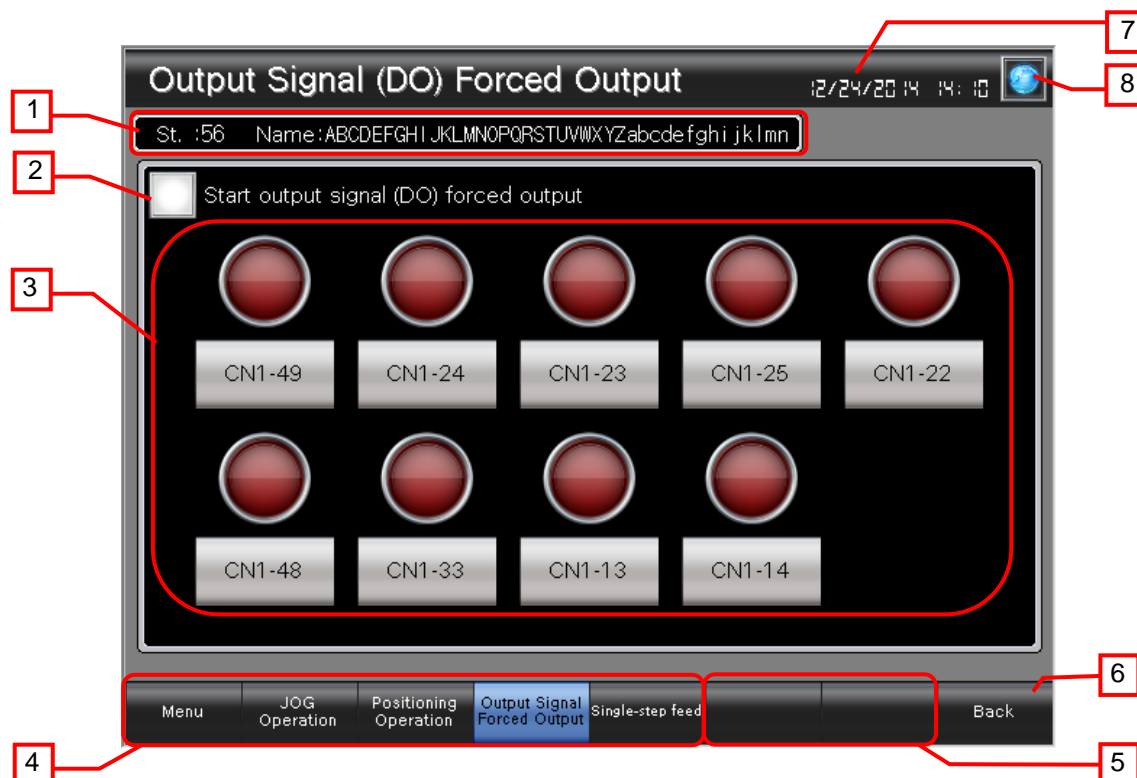 7
Output Signal (DO) Forced Output
12/24/2014 14:10
8
1
St. :56 Name:ABCDEFGHIJKLMNOPQRSTUVWXYZabcdefghijklmn
2
Start output signal (DO) forced output
3
CN1-49 CN1-24 CN1-23 CN1-25 CN1-22
CN1-48 CN1-33 CN1-13 CN1-14
6
Menu
JOG
Operation
Positioning
Operation
Output Signal
Forced Output
Single-step feed
Back
4
5